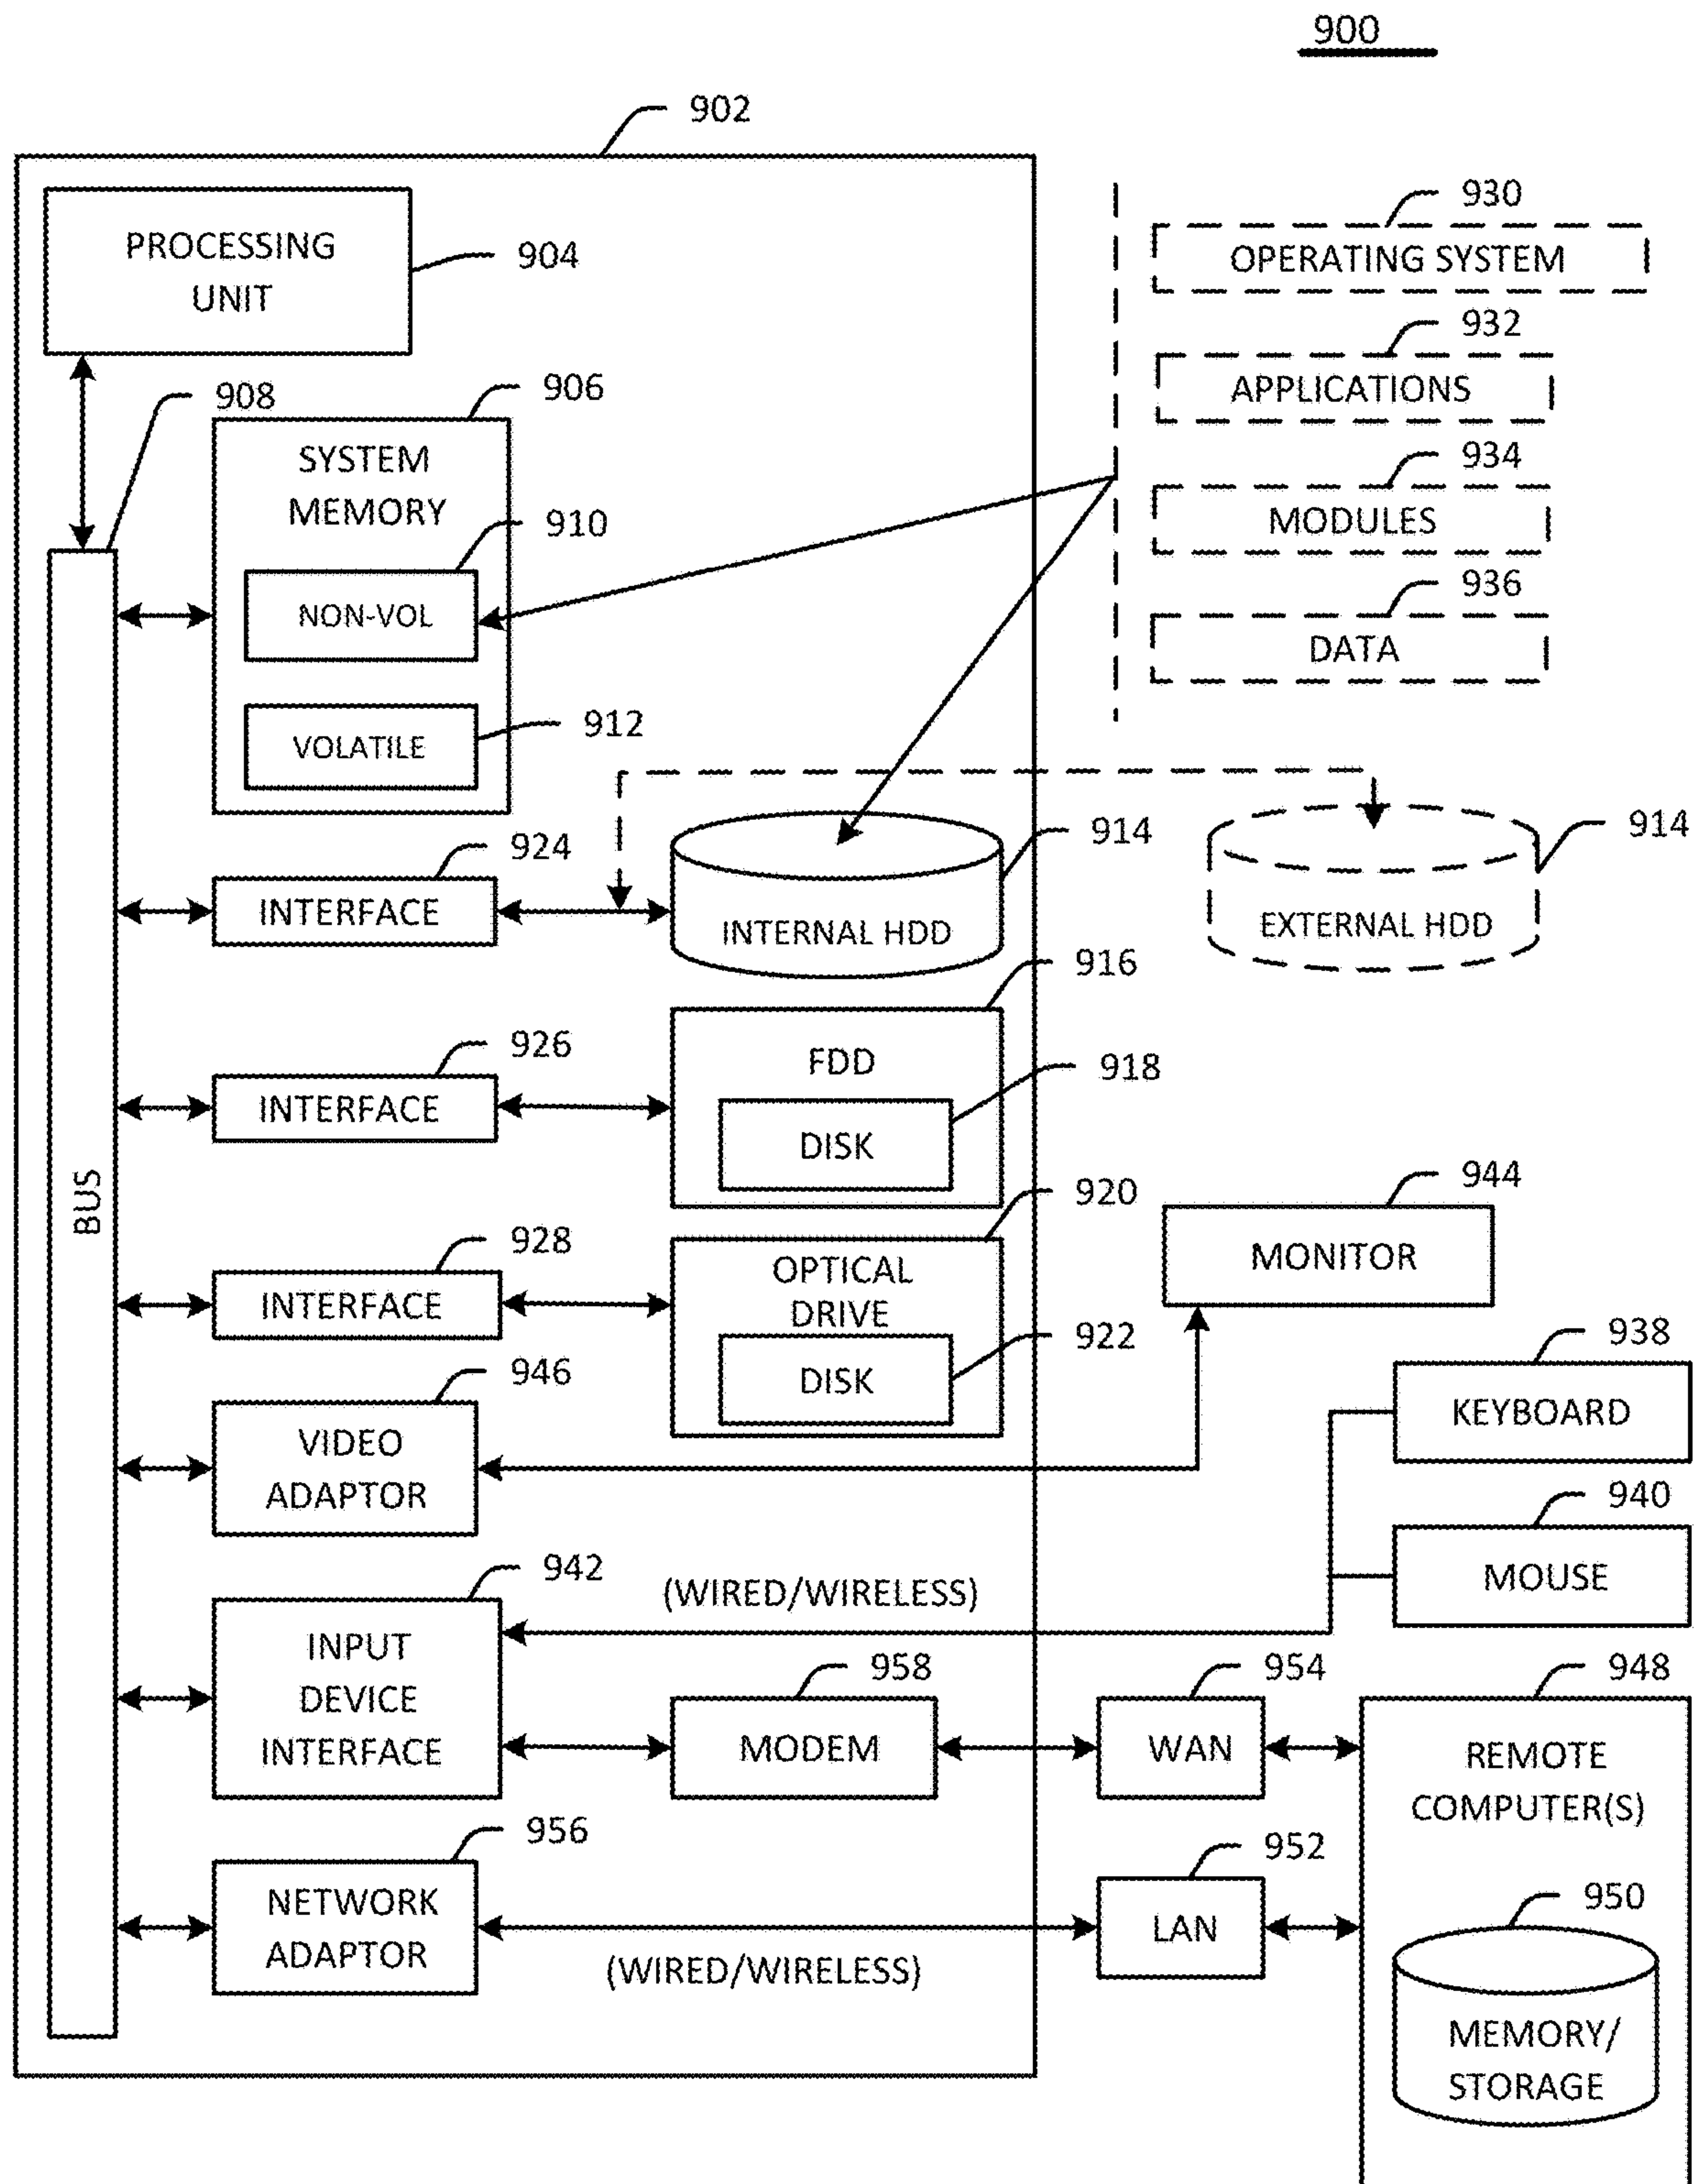 900
902
PROCESSING
UNIT
904
930
OPERATING SYSTEM
932
APPLICATIONS
934
MODULES
936
DATA
908
906
SYSTEM
MEMORY
910
NON-VOL
912
VOLATILE
924
INTERFACE
914
INTERNAL HDD
914
EXTERNAL HDD
916
926
INTERFACE
FDD
918
DISK
BUS
920
928
INTERFACE
OPTICAL
DRIVE
922
DISK
944
MONITOR
946
VIDEO
ADAPTOR
938
KEYBOARD
940
MOUSE
942
(WIRED/WIRELESS)
INPUT
DEVICE
INTERFACE
958
MODEM
954
WAN
948
REMOTE
COMPUTER(S)
956
NETWORK
ADAPTOR
(WIRED/WIRELESS)
952
LAN
950
MEMORY/
STORAGE